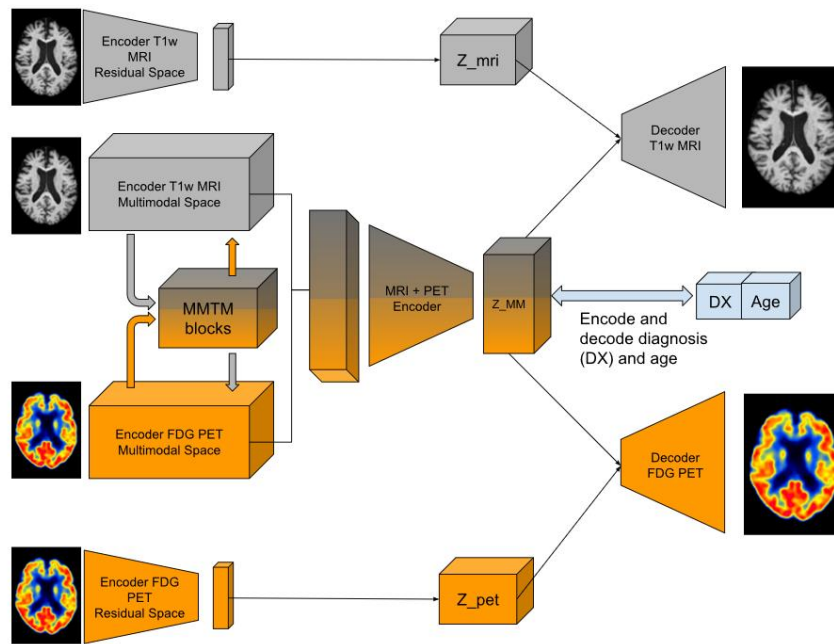 Encoder T1w
MRI
Residual Space
Z_mri
Decoder
T1w MRI
Encoder T1w MRI
Multimodal Space
MMTM
blocks
MRI + PET
Encoder
Z_MM
DX
Age
Encode and
decode diagnosis
(DX) and age
Encoder FDG PET
Multimodal Space
Decoder
FDG PET
Encoder FDG
PET
Residual Space
Z_pet